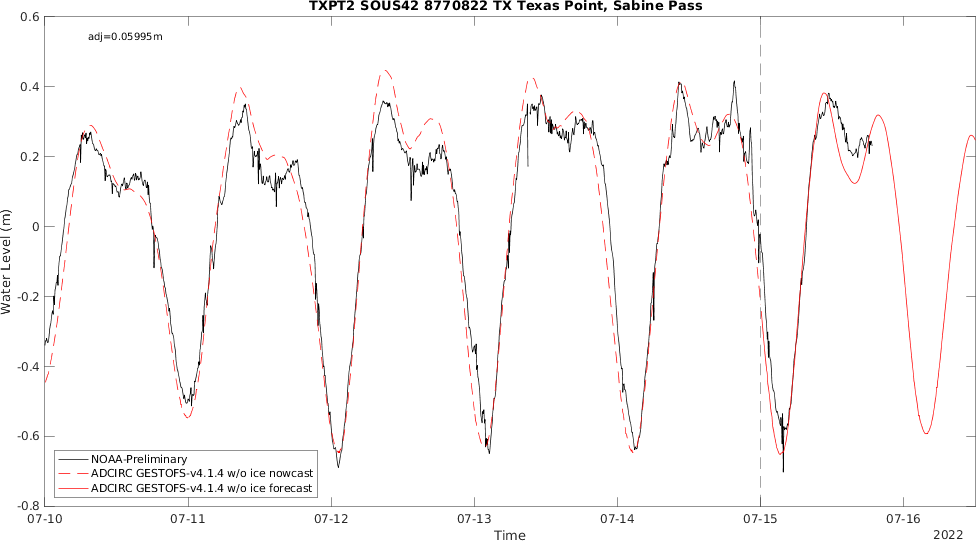 TXPT2 SOUS42 8770822 TX Texas Point, Sabine Pass
adj=0.05995m
0.6
0.4
0.2
0
-0.2
-0.4
-0.6
-0.8
Water Level (m)
NOAA-Preliminary
ADCIRC GESTOFS-v4.1.4 w/o ice nowcast
ADCIRC GESTOFS-v4.1.4 w/o ice forecast
07-10 07-11 07-12 07-13 07-14 07-15 07-16
Time
2022